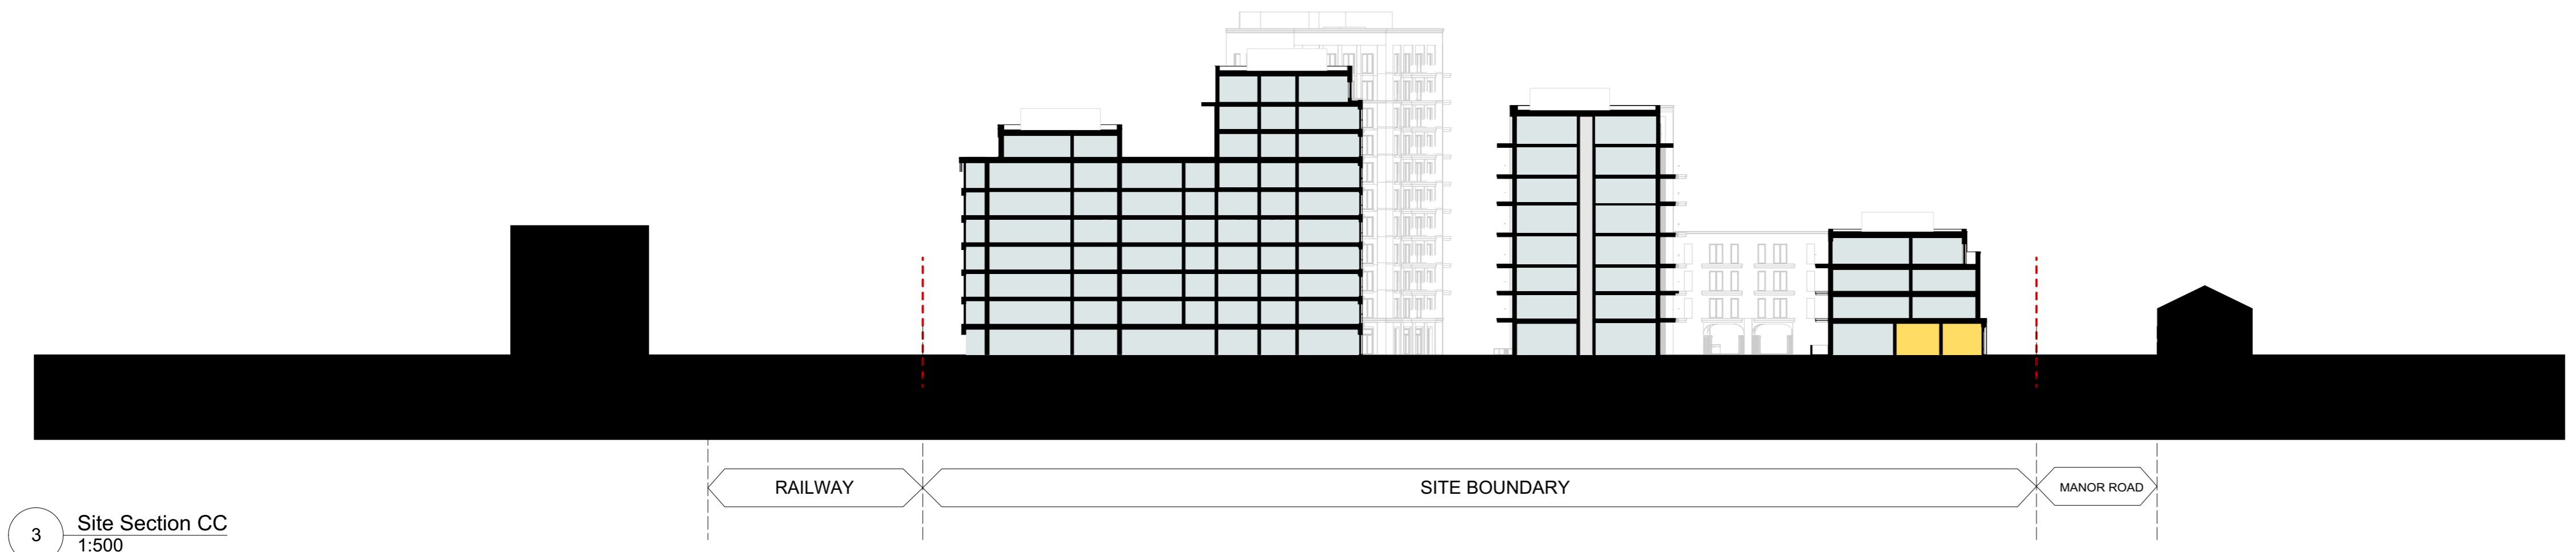 RAILWAY
SITE BOUNDARY
MANOR ROAD
3
Site Section CC
1:500